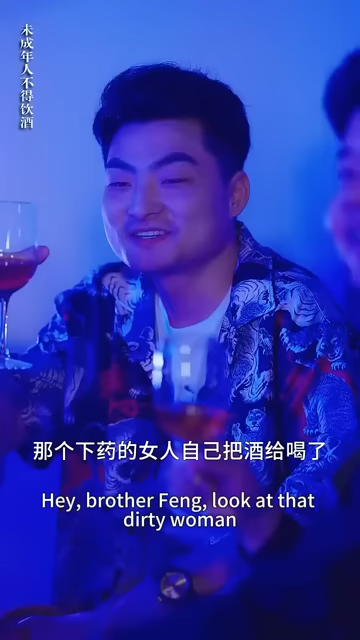 未成年人不得饮酒
那个下药的女人自己把酒给喝了
Hey, brother Feng, look at that
dirty woman